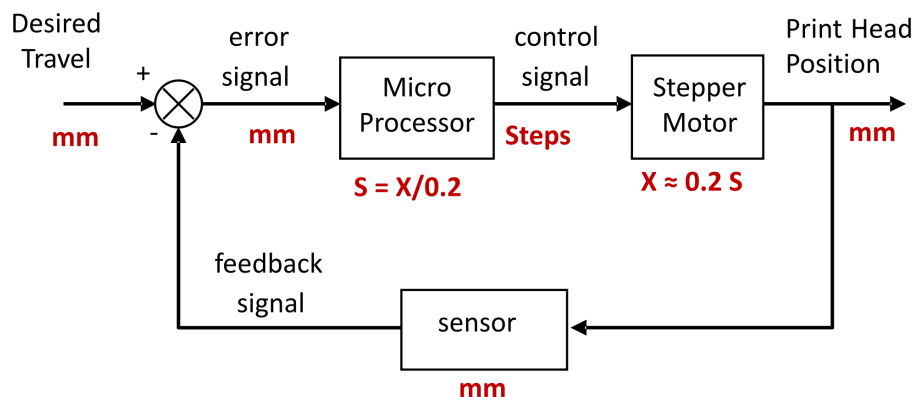 Desired
Travel
+
-
mm
error
signal
mm
Micro
Processor
S = X/0.2
control
signal
Steps
Stepper
Motor
X ≈ 0.2 S
Print Head
Position
mm
feedback
signal
sensor
mm